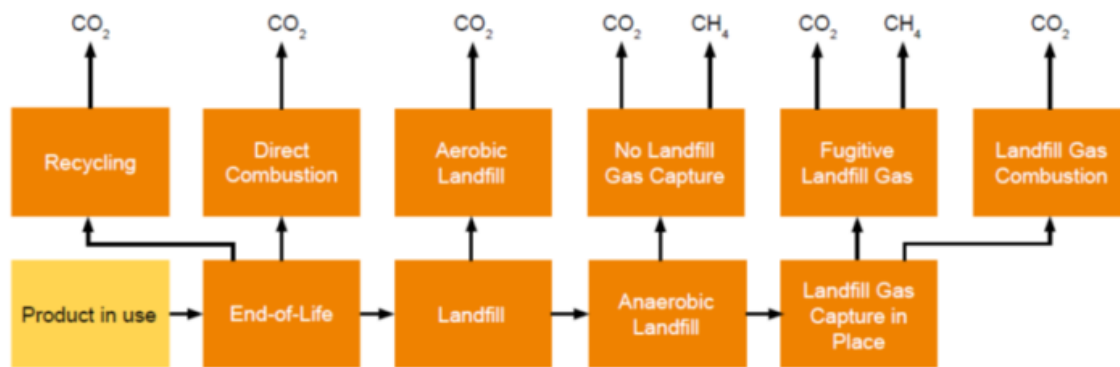 CO₂ CO₂ CO₂ CO₂ CH₄ CO₂ CH₄ CO₂
Recycling
Direct
Combustion
Aerobic
Landfill
No Landfill
Gas Capture
Fugitive
Landfill Gas
Landfill Gas
Combustion
Product in use
End-of-Life
Landfill
Anaerobic
Landfill
Landfill Gas
Capture in
Place